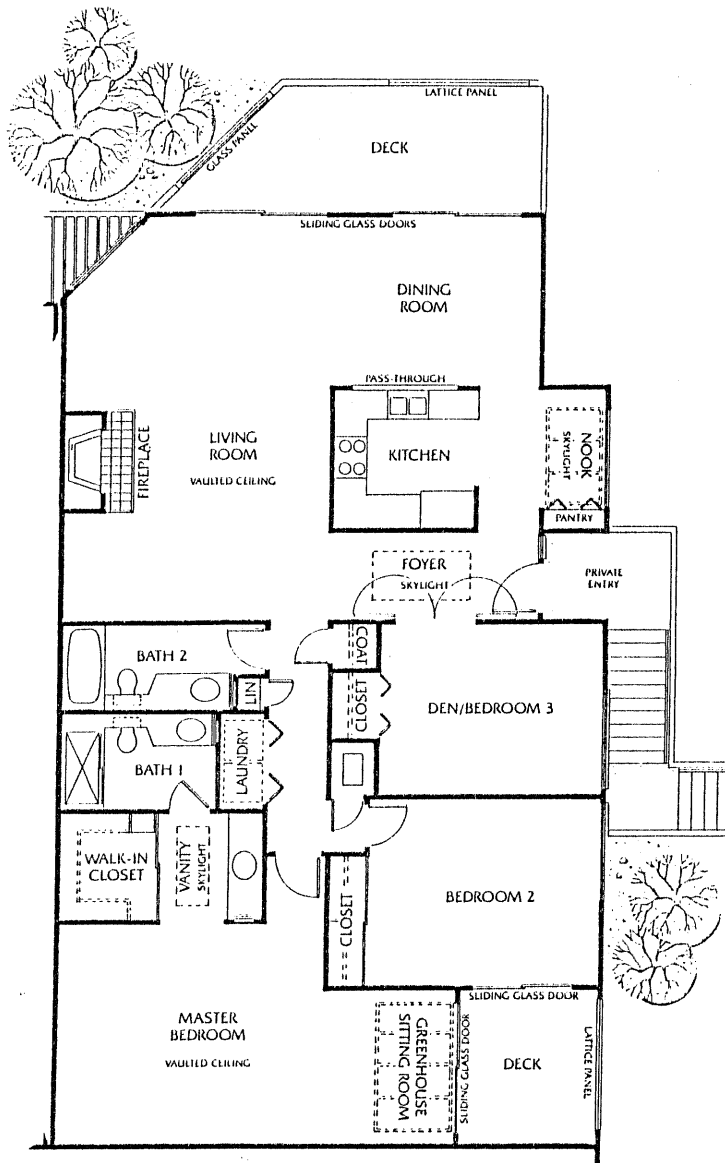 LATTICE PANEL
GLASS PANEL
DECK
SLIDING GLASS DOORS
DINING
ROOM
PASS-THROUGH
LIVING
ROOM
VAULTED CEILING
FIREPLACE
KITCHEN
NOOK
SKYLIGHT
PANTRY
FOYER
SKYLIGHT
PRIVATE
ENTRY
BATH 2
COAT
LIN
CLOSET
DEN/BEDROOM 3
LAUNDRY
BATH 1
WALK-IN
CLOSET
VANITY
SKYLIGHT
CLOSET
BEDROOM 2
SLIDING GLASS DOOR
MASTER
BEDROOM
VAULTED CEILING
GREENHOUSE
SITTING ROOM
SLIDING GLASS DOOR
DECK
LATTICE PANEL